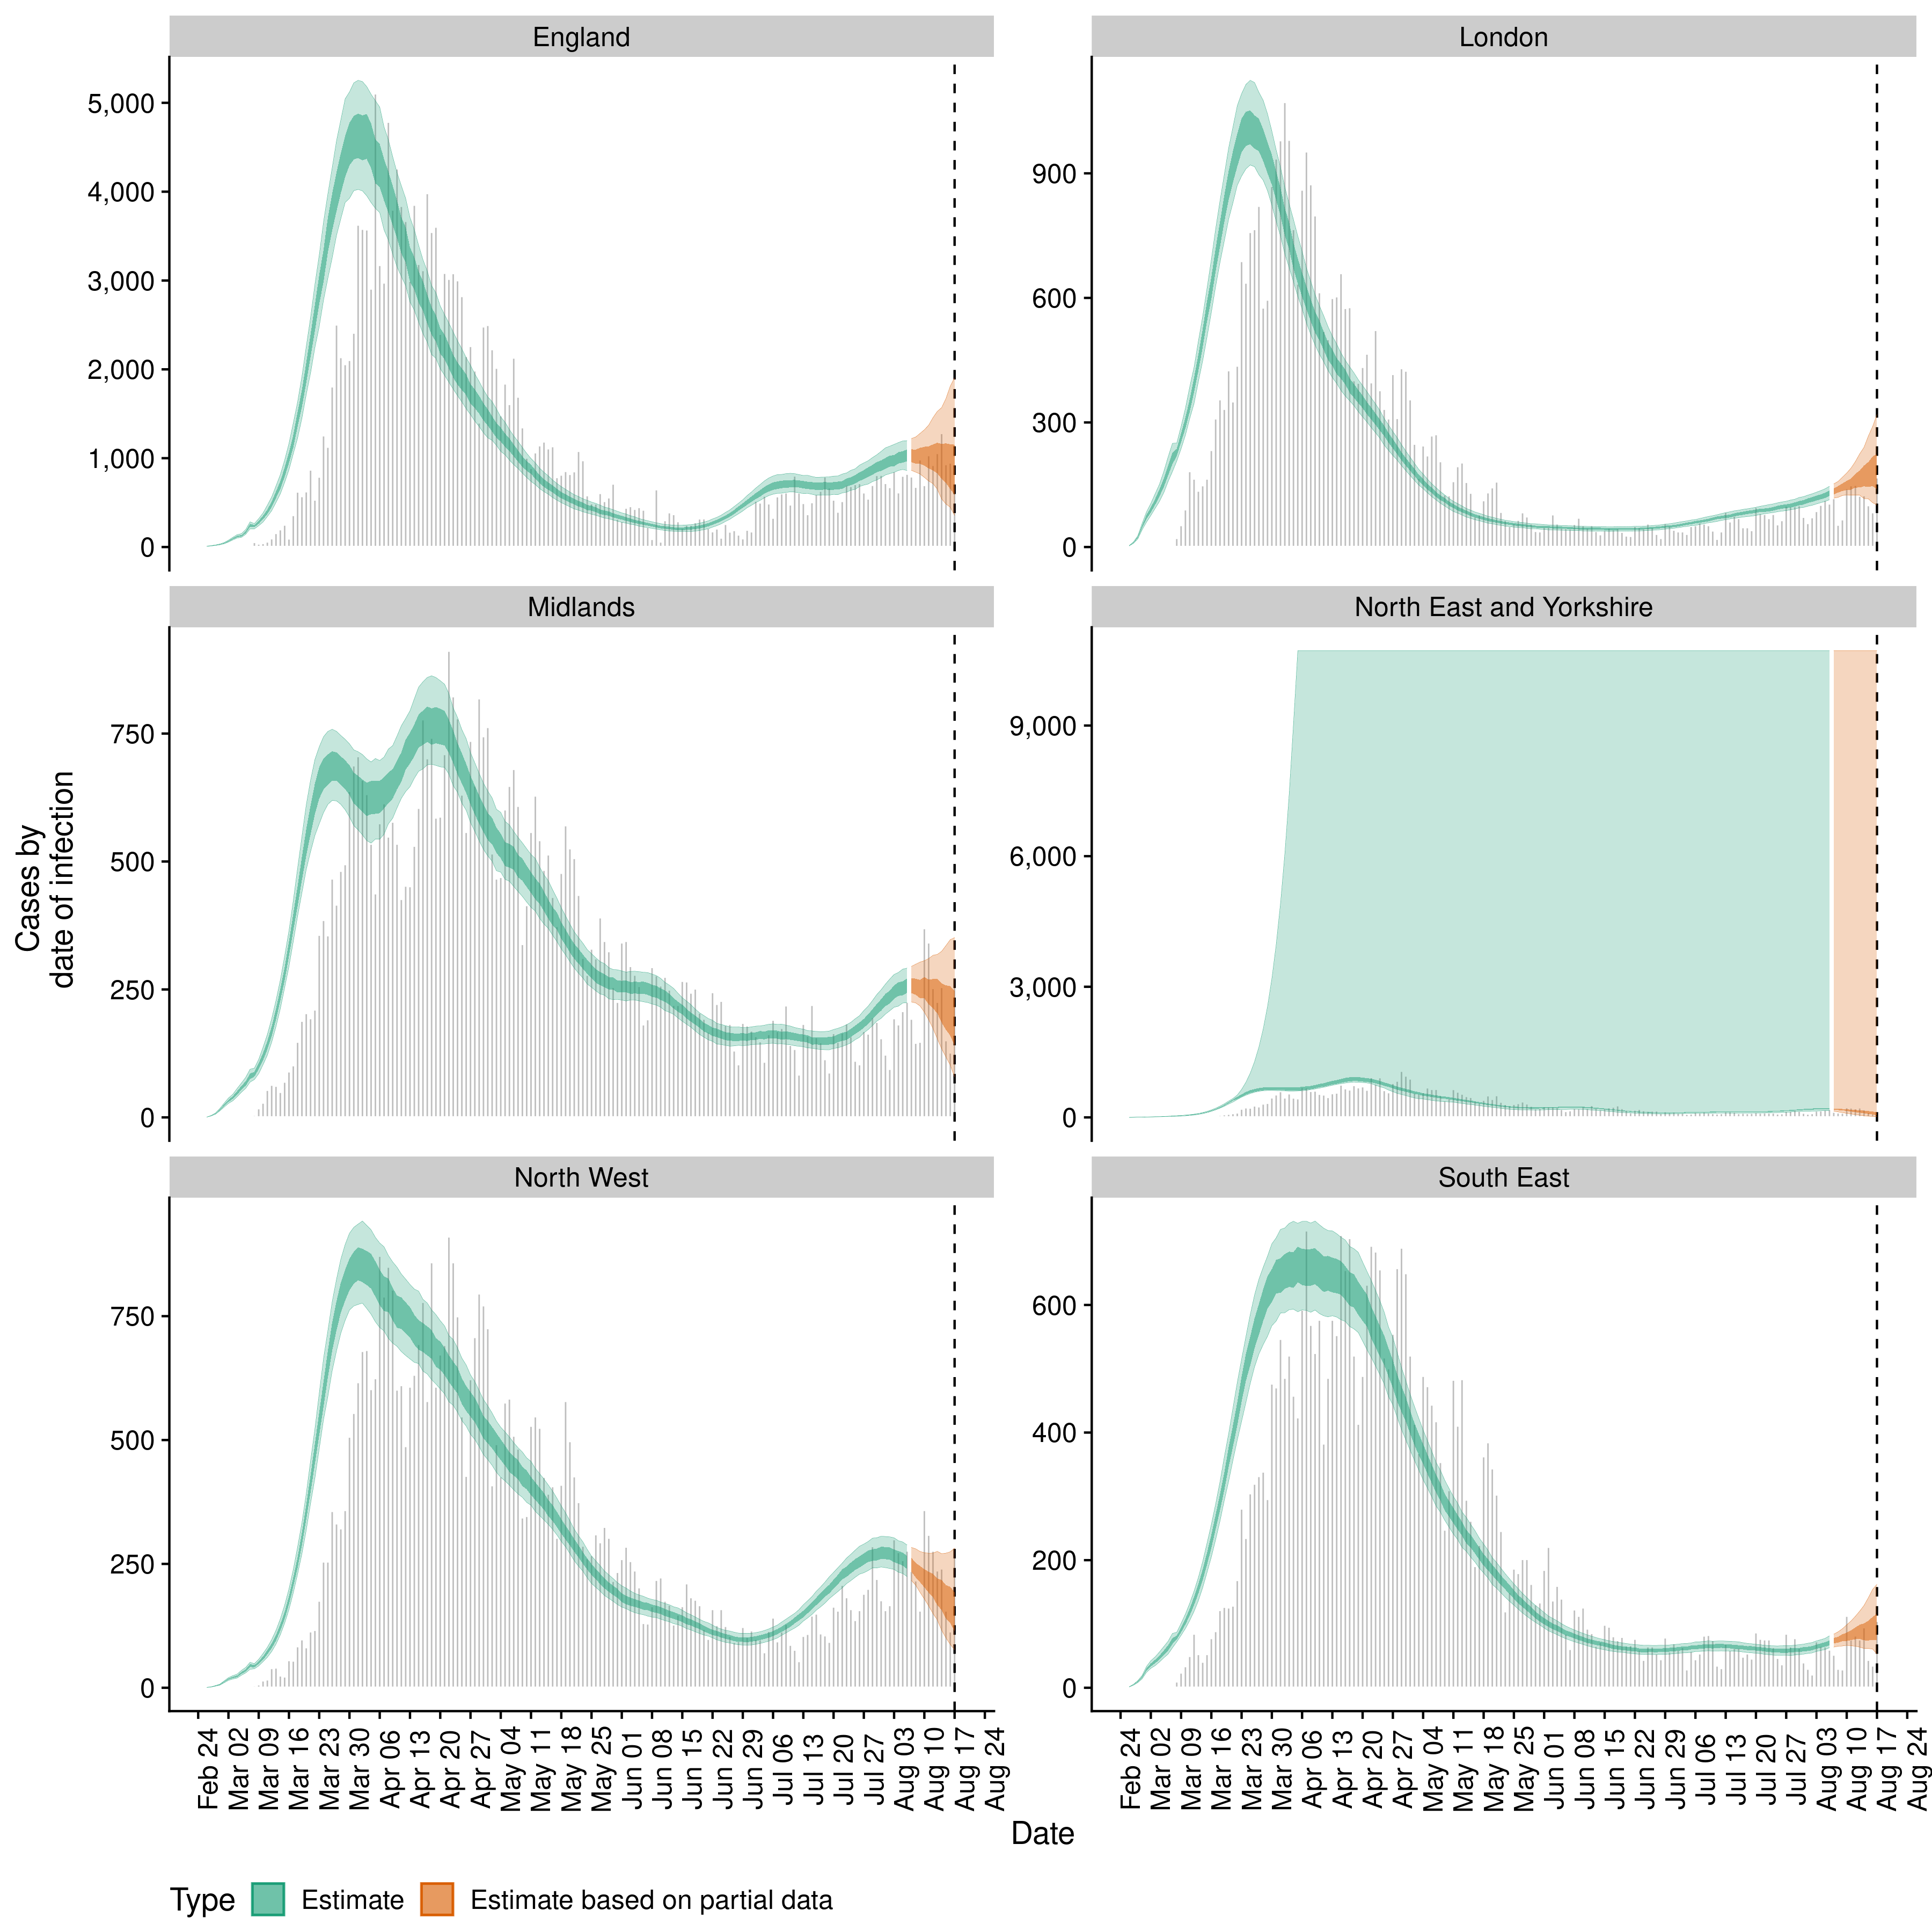 England
London
5,000
4,000
3,000
2,000
1,000
0
900
600
300
0
Midlands
North East and Yorkshire
750
500
250
0
9,000
6,000
3,000
0
Cases by
date of infection
North West
South East
750
500
250
0
600
400
200
0
Feb 24
Mar 02
Mar 09
Mar 16
Mar 23
Mar 30
Apr 06
Apr 13
Apr 20
Apr 27
May 04
May 11
May 18
May 25
Jun 01
Jun 08
Jun 15
Jun 22
Jun 29
Jul 06
Jul 13
Jul 20
Jul 27
Aug 03
Aug 10
Aug 17
Aug 24
Feb 24
Mar 02
Mar 09
Mar 16
Mar 23
Mar 30
Apr 06
Apr 13
Apr 20
Apr 27
May 04
May 11
May 18
May 25
Jun 01
Jun 08
Jun 15
Jun 22
Jun 29
Jul 06
Jul 13
Jul 20
Jul 27
Aug 03
Aug 10
Aug 17
Aug 24
Date
Type Estimate Estimate based on partial data